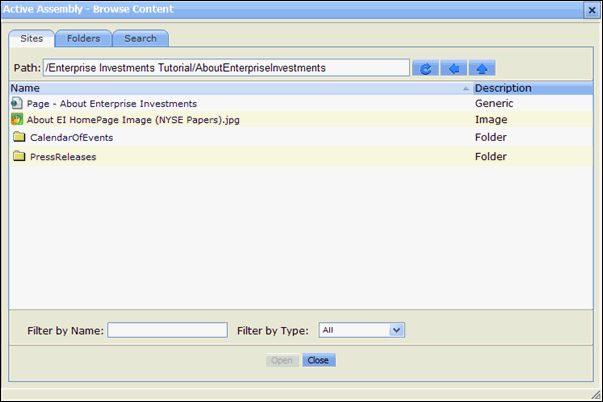 Active Assembly - Browse Content
Sites Folders Search
Path: /Enterprise Investments Tutorial/AboutEnterpriseInvestments
Name Description
Page - About Enterprise Investments Generic
About EI HomePage Image (NYSE Papers).jpg Image
CalendarOfEvents Folder
PressReleases Folder
Filter by Name: Filter by Type: All
Open Close